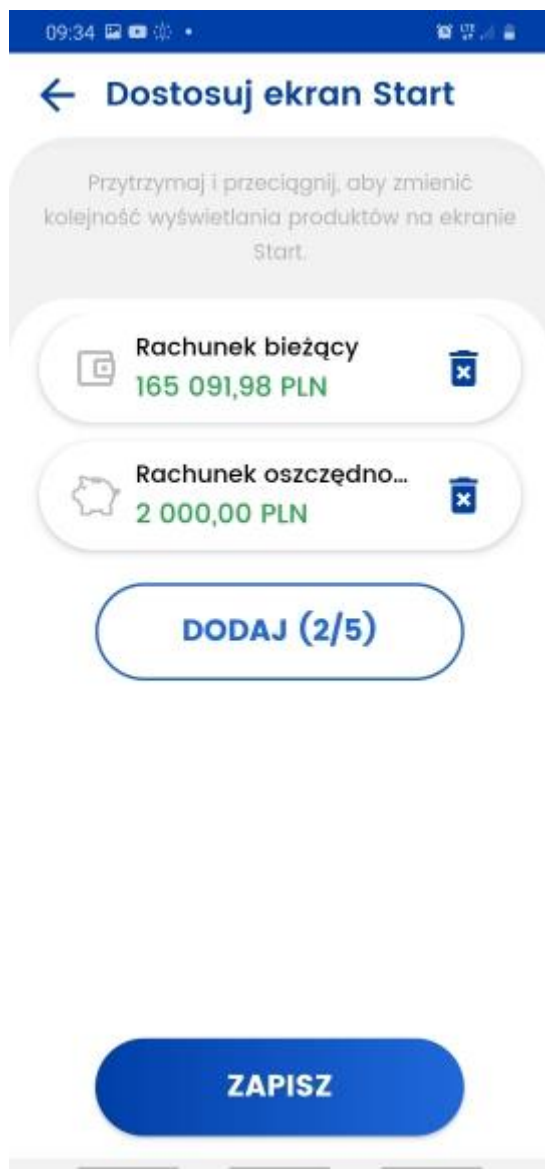 09:34
Dostosuj ekran Start
Przytrzymaj i przeciągnij, aby zmienić
kolejność wyświetlania produktów na ekranie
Start.
Rachunek bieżący
165 091,98 PLN
Rachunek oszczędno...
2 000,00 PLN
DODAJ (2/5)
ZAPISZ